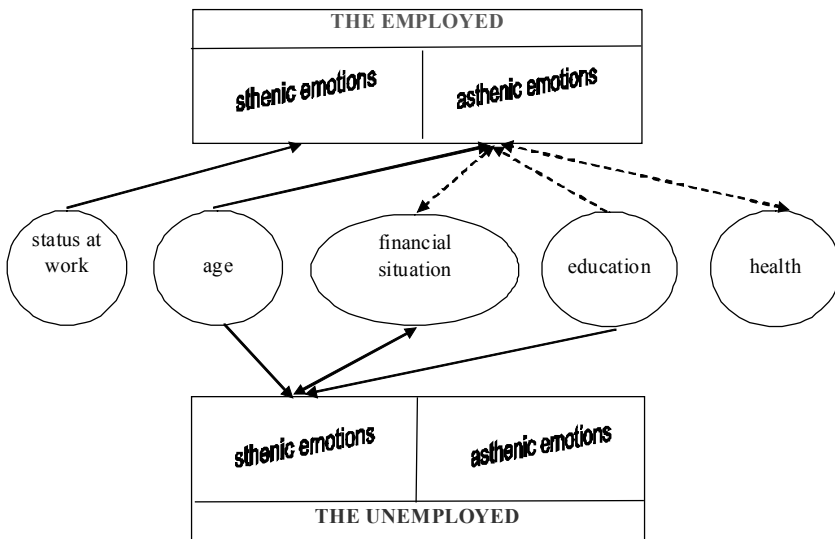 THE EMPLOYED
sthenic emotions
asthenic emotions
status at
work
age
financial
situation
education
health
sthenic emotions
asthenic emotions
THE UNEMPLOYED